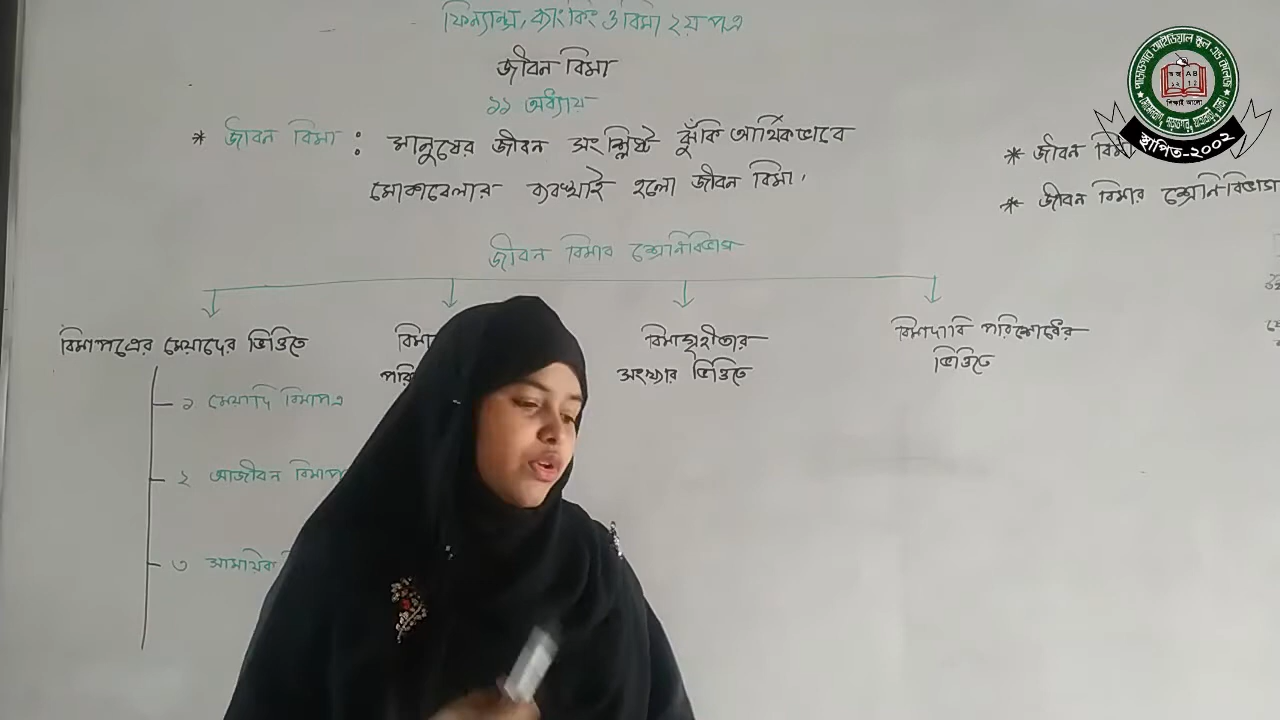 ফিন্যান্স, ব্যাংকিং ও বিমা ২য় পত্র
জীবন বিমা
১১ অধ্যায়
* জীবন বিমা : মানুষের জীবন সংশ্লিষ্ট ঝুঁকি আর্থিকভাবে
মোকাবেলার ব্যবস্থাই হলো জীবন বিমা।
* জীবন বিমা
* জীবন বিমার শ্রেনিবিভাগ
জীবন বিমার শ্রেনিবিভাগ
বিমাপত্রের মেয়াদের ভিত্তিতে
বিমা
পরি
বিমাগ্রহীতার
সংখ্যার ভিত্তিতে
বিমাদাবি পরিশোধের
ভিত্তিতে
১ মেয়াদি বিমাপত্র
২ আজীবন বিমাপ
৩ সাময়িক
স্থাপিত-২০০২